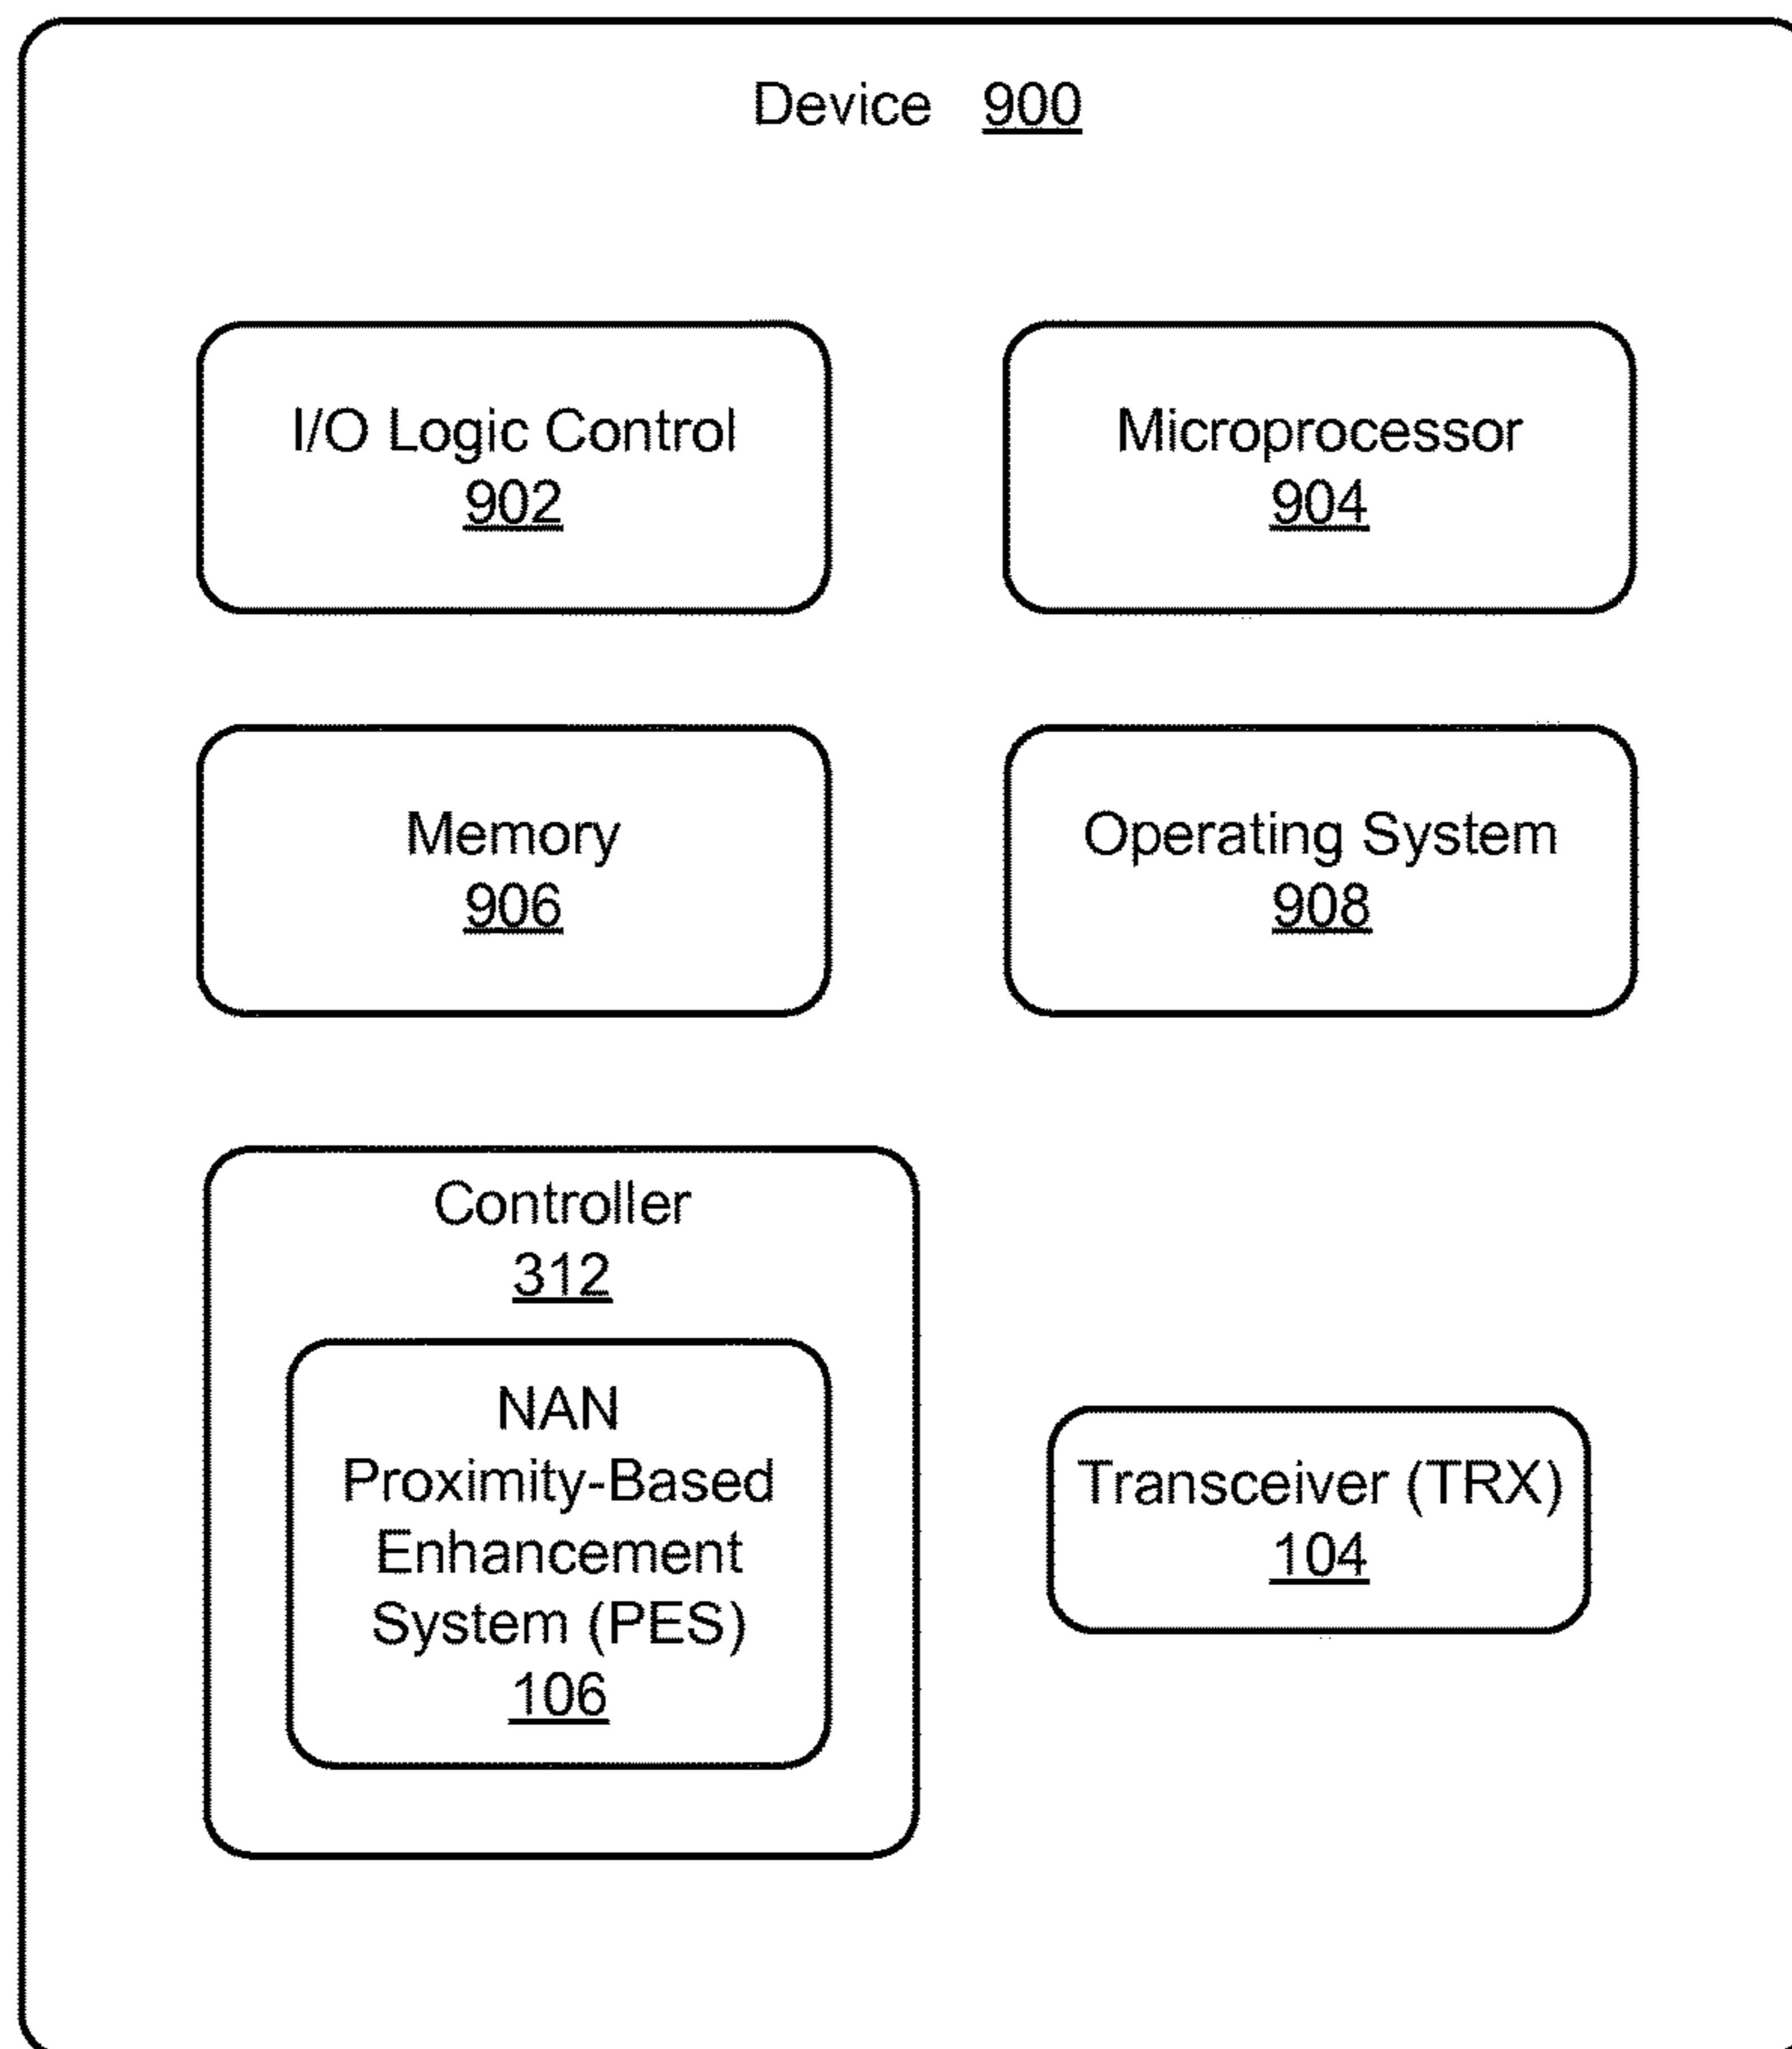 Device 900
I/O Logic Control
902
Microprocessor
904
Memory
906
Operating System
908
Controller
312
NAN
Proximity-Based
Enhancement
System (PES)
106
Transceiver (TRX)
104